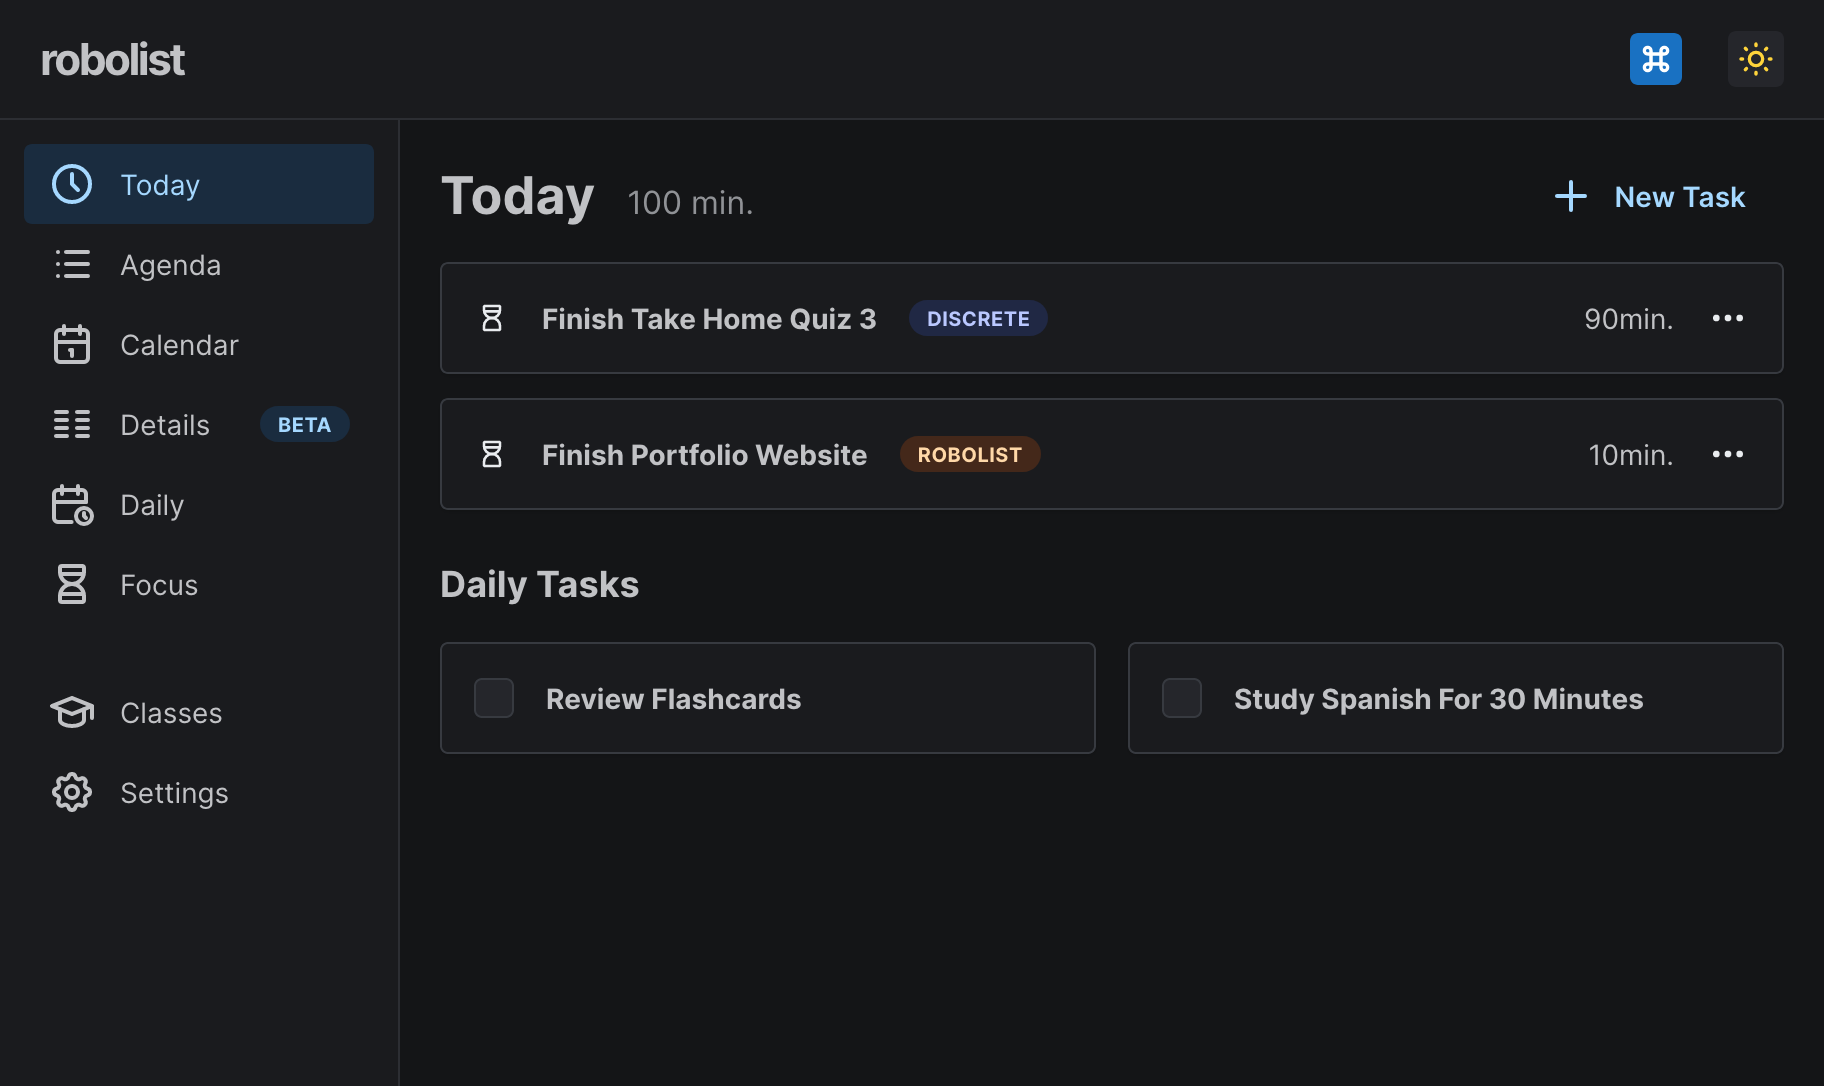 robolist
Today
Agenda
Calendar
Details BETA
Daily
Focus
Classes
Settings
Today 100 min.
New Task
Finish Take Home Quiz 3 DISCRETE 90min.
Finish Portfolio Website ROBOLIST 10min.
Daily Tasks
Review Flashcards
Study Spanish For 30 Minutes